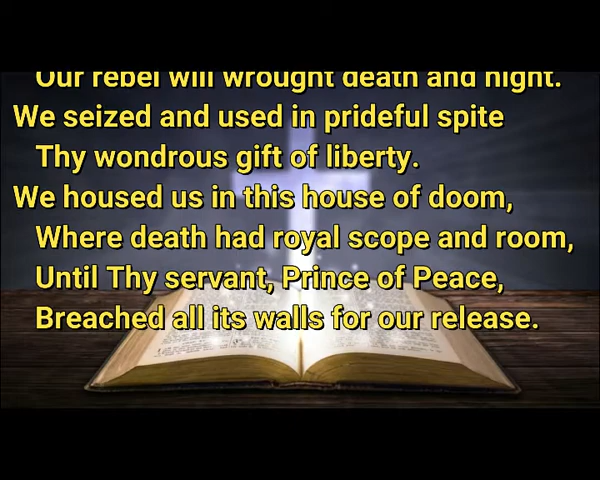 Our rebel will wrought death and night.
We seized and used in prideful spite
Thy wondrous gift of liberty.
We housed us in this house of doom,
Where death had royal scope and room,
Until Thy servant, Prince of Peace,
Breached all its walls for our release.